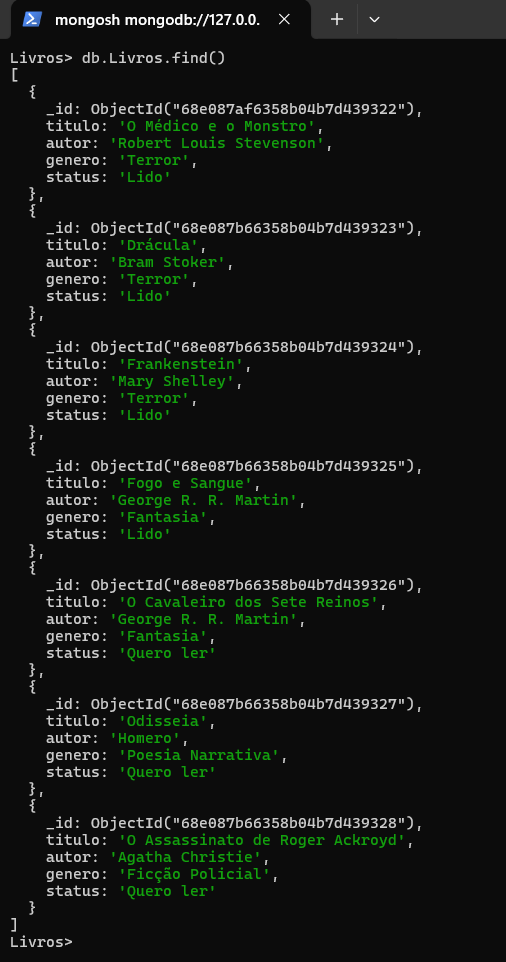 mongosh mongodb://127.0.0.
Livros> db.Livros.find()
[
  {
    _id: ObjectId("68e087af6358b04b7d439322"),
    titulo: 'O Médico e o Monstro',
    autor: 'Robert Louis Stevenson',
    genero: 'Terror',
    status: 'Lido'
  },
  {
    _id: ObjectId("68e087b66358b04b7d439323"),
    titulo: 'Drácula',
    autor: 'Bram Stoker',
    genero: 'Terror',
    status: 'Lido'
  },
  {
    _id: ObjectId("68e087b66358b04b7d439324"),
    titulo: 'Frankenstein',
    autor: 'Mary Shelley',
    genero: 'Terror',
    status: 'Lido'
  },
  {
    _id: ObjectId("68e087b66358b04b7d439325"),
    titulo: 'Fogo e Sangue',
    autor: 'George R. R. Martin',
    genero: 'Fantasia',
    status: 'Lido'
  },
  {
    _id: ObjectId("68e087b66358b04b7d439326"),
    titulo: 'O Cavaleiro dos Sete Reinos',
    autor: 'George R. R. Martin',
    genero: 'Fantasia',
    status: 'Quero ler'
  },
  {
    _id: ObjectId("68e087b66358b04b7d439327"),
    titulo: 'Odisseia',
    autor: 'Homero',
    genero: 'Poesia Narrativa',
    status: 'Quero ler'
  },
  {
    _id: ObjectId("68e087b66358b04b7d439328"),
    titulo: 'O Assassinato de Roger Ackroyd',
    autor: 'Agatha Christie',
    genero: 'Ficção Policial',
    status: 'Quero ler'
  }
]
Livros>